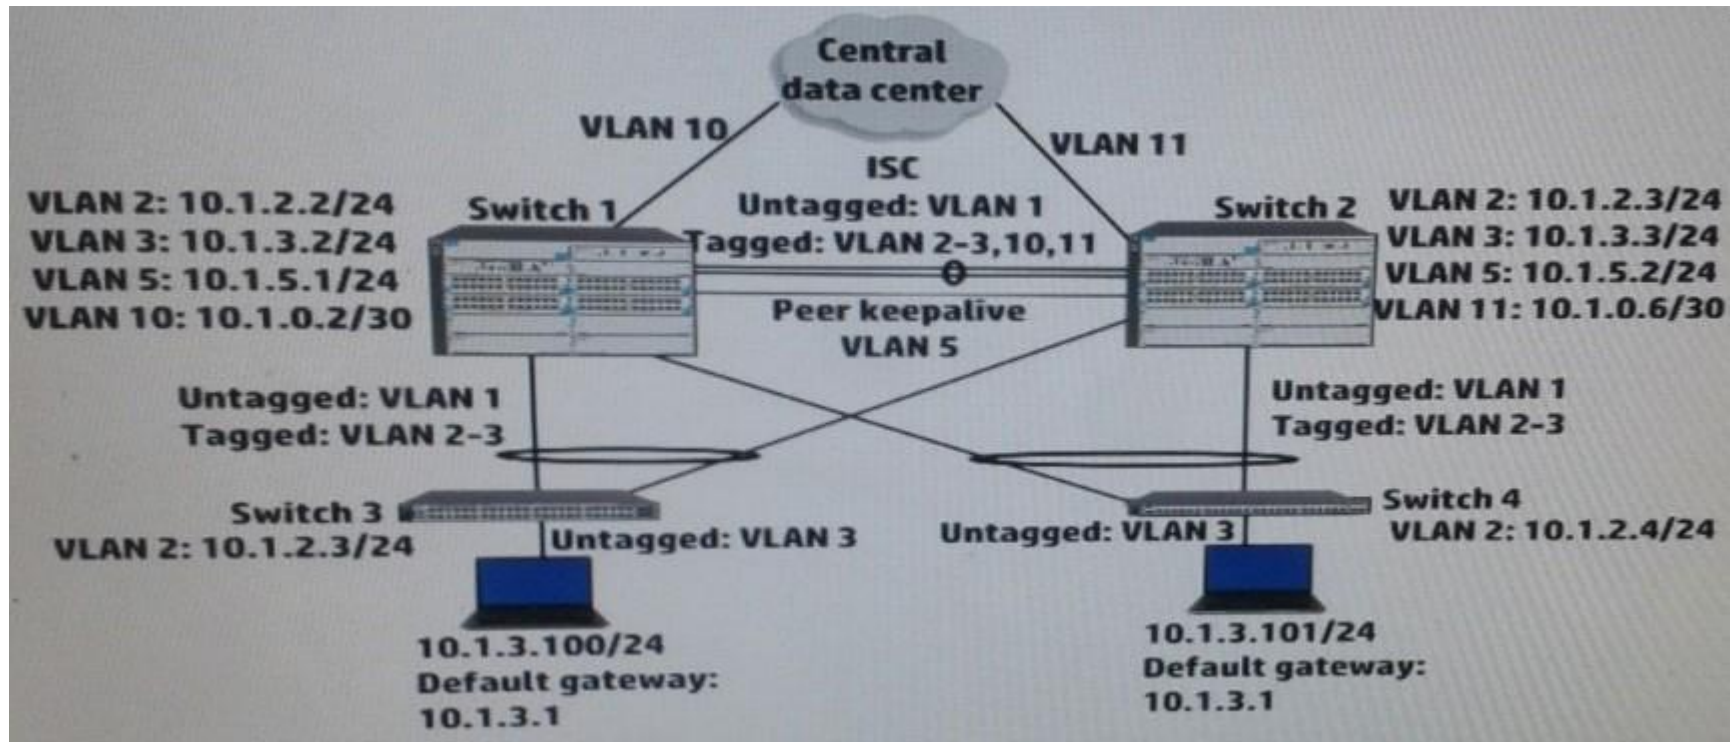 Central
data center
VLAN 10
VLAN 11
ISC
Untagged: VLAN 1
Tagged: VLAN 2-3,10,11
Switch 1
VLAN 2: 10.1.2.2/24
VLAN 3: 10.1.3.2/24
VLAN 5: 10.1.5.1/24
VLAN 10: 10.1.0.2/30
Switch 2
VLAN 2: 10.1.2.3/24
VLAN 3: 10.1.3.3/24
VLAN 5: 10.1.5.2/24
VLAN 11: 10.1.0.6/30
Peer keepalive
VLAN 5
Untagged: VLAN 1
Tagged: VLAN 2-3
Untagged: VLAN 1
Tagged: VLAN 2-3
Switch 3
VLAN 2: 10.1.2.3/24
Untagged: VLAN 3
Untagged: VLAN 3
Switch 4
VLAN 2: 10.1.2.4/24
10.1.3.100/24
Default gateway:
10.1.3.1
10.1.3.101/24
Default gateway:
10.1.3.1